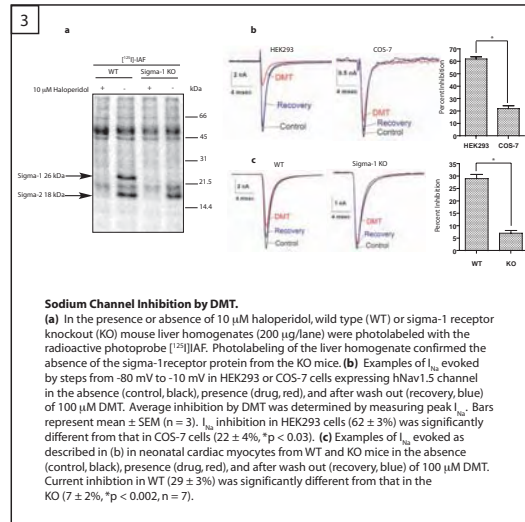 3
a
[125I]-IAF
WT Sigma-1 KO
10 μM Haloperidol + - + - kDa
66
45
31
21.5
14.4
Sigma-1 26 kDa
Sigma-2 18 kDa
b
HEK293
COS-7
2 nA
4 msec
DMT
Recovery
Control
0.5 nA
4 msec
DMT
Recovery
Control
Percent Inhibition
70
60
50
40
30
20
10
0
*
HEK293 COS-7
c
WT
Sigma-1 KO
2 nA
4 msec
DMT
Recovery
Control
1 nA
4 msec
DMT
Recovery
Control
Percent Inhibition
35
30
25
20
15
10
5
0
*
WT KO
Sodium Channel Inhibition by DMT.
(a) In the presence or absence of 10 μM haloperidol, wild type (WT) or sigma-1 receptor
knockout (KO) mouse liver homogenates (200 μg/lane) were photolabeled with the
radioactive photoprobe [125I]IAF. Photolabeling of the liver homogenate confirmed the
absence of the sigma-1receptor protein from the KO mice. (b) Examples of INa evoked
by steps from -80 mV to -10 mV in HEK293 or COS-7 cells expressing hNav1.5 channel
in the absence (control, black), presence (drug, red), and after wash out (recovery, blue)
of 100 μM DMT. Average inhibition by DMT was determined by measuring peak INa. Bars
represent mean ± SEM (n = 3). INa inhibition in HEK293 cells (62 ± 3%) was significantly
different from that in COS-7 cells (22 ± 4%, *p < 0.03). (c) Examples of INa evoked as
described in (b) in neonatal cardiac myocytes from WT and KO mice in the absence
(control, black), presence (drug, red), and after wash out (recovery, blue) of 100 μM DMT.
Current inhibtion in WT (29 ± 3%) was significantly different from that in the
KO (7 ± 2%, *p < 0.002, n = 7).